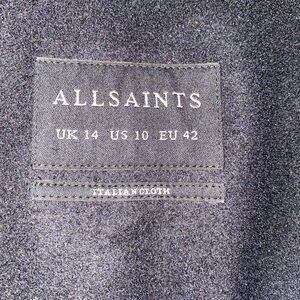 ALLSAINTS
UK 14 US 10 EU 42
ITALIAN CLOTH